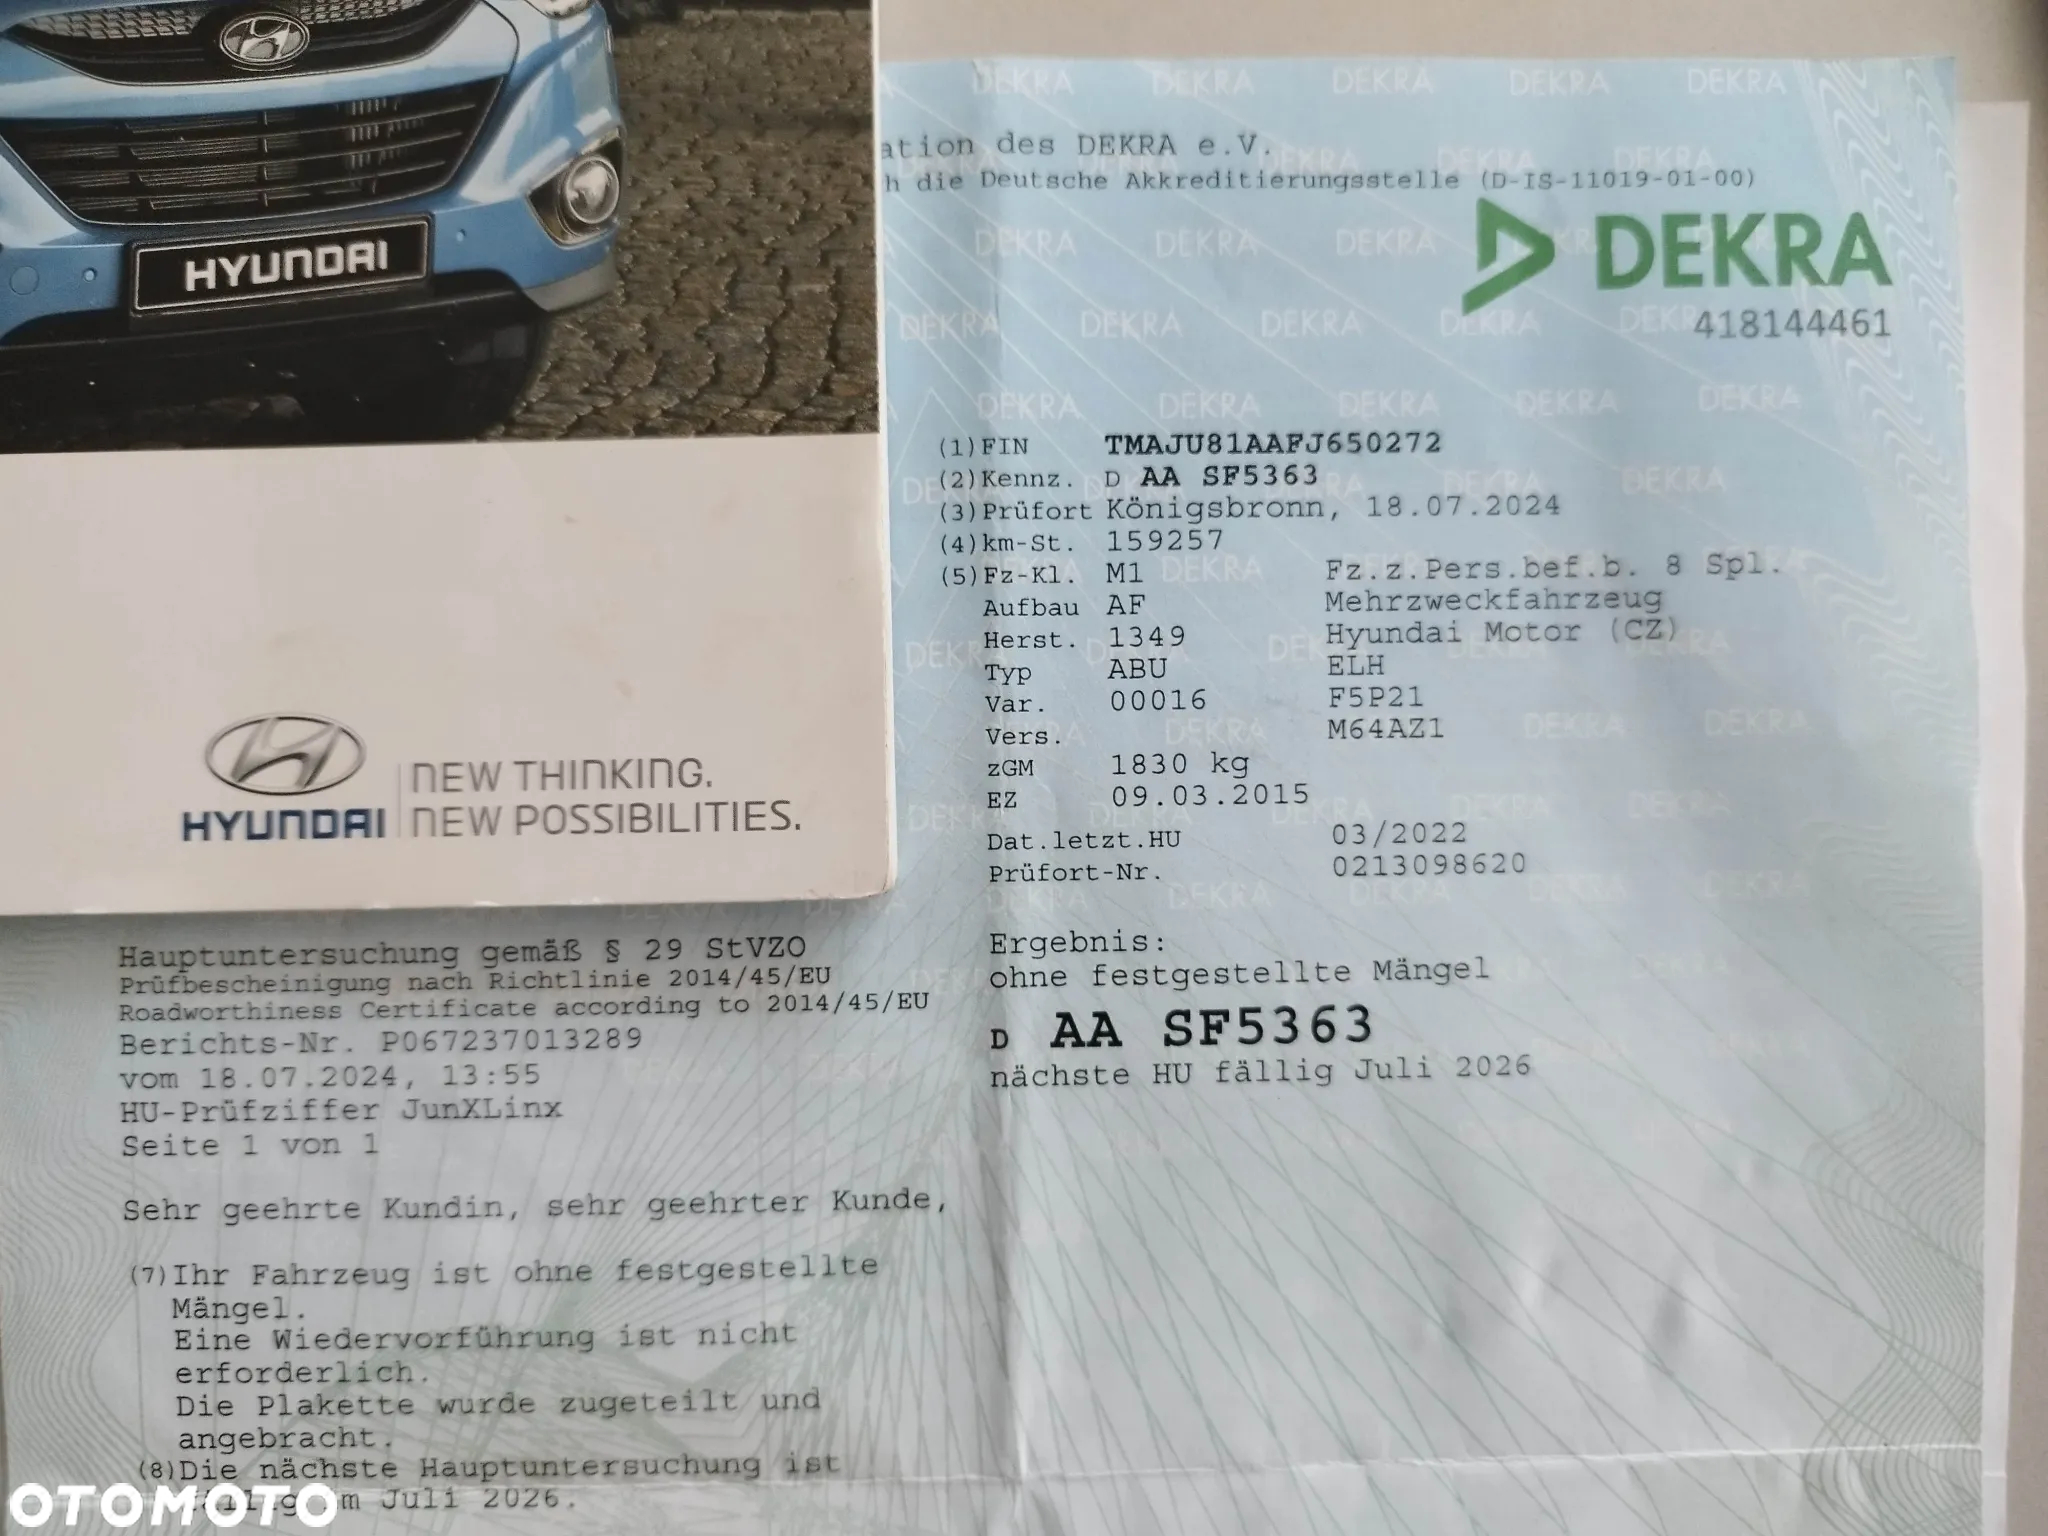 HYUNDAI
HYUNDAI
NEW THINKING.
NEW POSSIBILITIES.
des DEKRA e.V.
die Deutsche Akkreditierungsstelle (D-IS-11019-01-00)
DEKRA
418144461
(1) FIN TMAJU81AAFJ650272
(2) Kennz. D AA SF5363
(3) Prüfort Königsbronn, 18.07.2024
(4) km-St. 159257
(5) Fz-Kl. M1 Fz.z.Pers.bef.b. 8 Spl.
Aufbau AF Mehrzweckfahrzeug
Herst. 1349 Hyundai Motor (CZ)
Typ ABU ELH
Var. 00016 F5P21
Vers. M64AZ1
zGM 1830 kg
EZ 09.03.2015
Dat.letzt.HU 03/2022
Prüfort-Nr. 0213098620
Ergebnis:
ohne festgestellte Mängel
D AA SF5363
nächste HU fällig Juli 2026
Hauptuntersuchung gemäß § 29 StVZO
Prüfbescheinigung nach Richtlinie 2014/45/EU
Roadworthiness Certificate according to 2014/45/EU
Berichts-Nr. P067237013289
vom 18.07.2024, 13:55
HU-Prüfziffer JunXLinx
Seite 1 von 1
Sehr geehrte Kundin, sehr geehrter Kunde,
(7) Ihr Fahrzeug ist ohne festgestellte
Mängel.
Eine Wiedervorführung ist nicht
erforderlich.
Die Plakette wurde zugeteilt und
angebracht.
(8) Die nächste Hauptuntersuchung ist
Juli 2026.
OTOMOTO